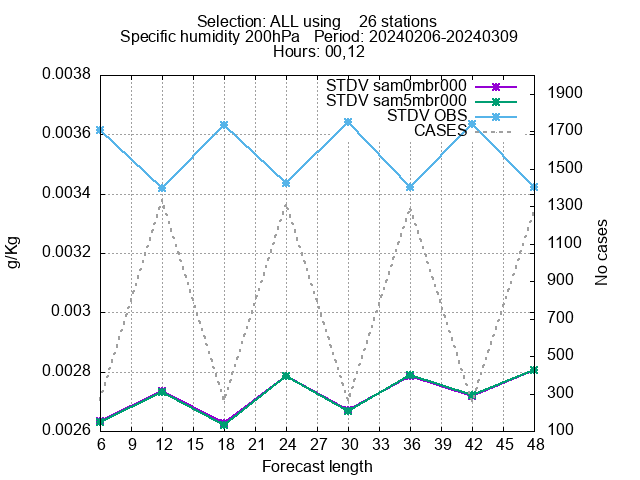 Selection: ALL using    26 stations
Specific humidity 200hPa   Period: 20240206-20240309
Hours: 00,12
STDV sam0mbr000
STDV sam5mbr000
STDV OBS
CASES
0.0038
0.0036
0.0034
0.0032
0.003
0.0028
0.0026
g/Kg
1900
1700
1500
1300
1100
900
700
500
300
100
No cases
6 9 12 15 18 21 24 27 30 33 36 39 42 45 48
Forecast length